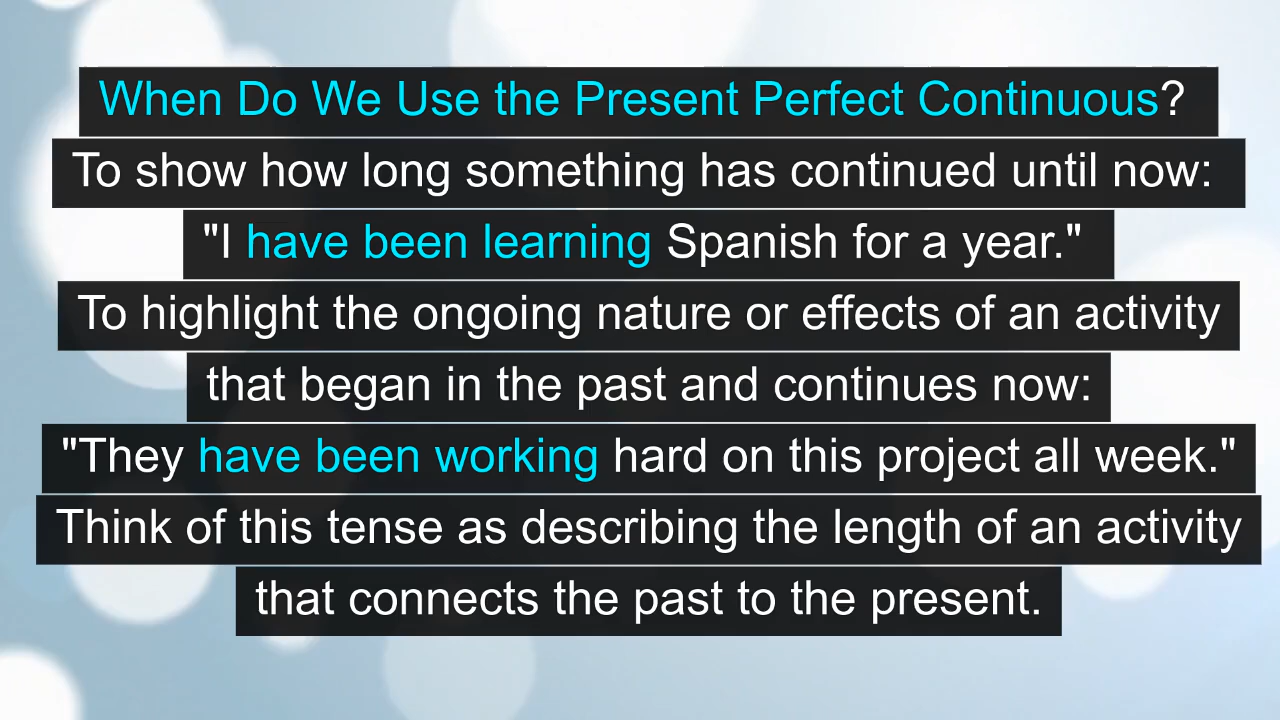 When Do We Use the Present Perfect Continuous?
To show how long something has continued until now:
"I have been learning Spanish for a year."
To highlight the ongoing nature or effects of an activity
that began in the past and continues now:
"They have been working hard on this project all week."
Think of this tense as describing the length of an activity
that connects the past to the present.